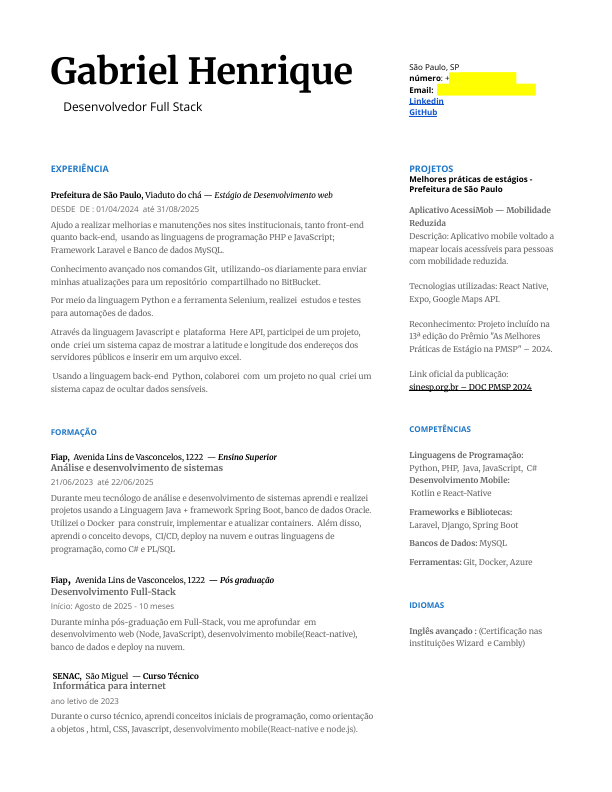 Gabriel Henrique
Desenvolvedor Full Stack
São Paulo, SP
número: +
Email:
Linkedin
GitHub
EXPERIÊNCIA
Prefeitura de São Paulo, Viaduto do chá — Estágio de Desenvolvimento web
DESDE DE : 01/04/2024 até 31/08/2025
Ajudo a realizar melhorias e manutenções nos sites institucionais, tanto front-end
quanto back-end, usando as linguagens de programação PHP e JavaScript;
Framework Laravel e Banco de dados MySQL.
Conhecimento avançado nos comandos Git, utilizando-os diariamente para enviar
minhas atualizações para um repositório compartilhado no BitBucket.
Por meio da linguagem Python e a ferramenta Selenium, realizei estudos e testes
para automações de dados.
Através da linguagem Javascript e plataforma Here API, participei de um projeto,
onde criei um sistema capaz de mostrar a latitude e longitude dos endereços dos
servidores públicos e inserir em um arquivo excel.
Usando a linguagem back-end Python, colaborei com um projeto no qual criei um
sistema capaz de ocultar dados sensíveis.
FORMAÇÃO
Fiap, Avenida Lins de Vasconcelos, 1222 — Ensino Superior
Análise e desenvolvimento de sistemas
21/06/2023 até 22/06/2025
Durante meu tecnólogo de análise e desenvolvimento de sistemas aprendi e realizei
projetos usando a Linguagem Java + framework Spring Boot, banco de dados Oracle.
Utilizei o Docker para construir, implementar e atualizar containers. Além disso,
aprendi o conceito devops, CI/CD, deploy na nuvem e outras linguagens de
programação, como C# e PL/SQL
Fiap, Avenida Lins de Vasconcelos, 1222 — Pós graduação
Desenvolvimento Full-Stack
Início: Agosto de 2025 - 10 meses
Durante minha pós-graduação em Full-Stack, vou me aprofundar em
desenvolvimento web (Node, JavaScript), desenvolvimento mobile(React-native),
banco de dados e deploy na nuvem.
SENAC, São Miguel — Curso Técnico
Informática para internet
ano letivo de 2023
Durante o curso técnico, aprendi conceitos iniciais de programação, como orientação
a objetos , html, CSS, Javascript, desenvolvimento mobile(React-native e node.js).
PROJETOS
Melhores práticas de estágios -
Prefeitura de São Paulo
Aplicativo AcessiMob — Mobilidade
Reduzida
Descrição: Aplicativo mobile voltado a
mapear locais acessíveis para pessoas
com mobilidade reduzida.
Tecnologias utilizadas: React Native,
Expo, Google Maps API.
Reconhecimento: Projeto incluído na
13ª edição do Prêmio "As Melhores
Práticas de Estágio na PMSP" – 2024.
Link oficial da publicação:
sinesp.org.br – DOC PMSP 2024
COMPETÊNCIAS
Linguagens de Programação:
Python, PHP, Java, JavaScript, C#
Desenvolvimento Mobile:
Kotlin e React-Native
Frameworks e Bibliotecas:
Laravel, Django, Spring Boot
Bancos de Dados: MySQL
Ferramentas: Git, Docker, Azure
IDIOMAS
Inglês avançado : (Certificação nas
instituições Wizard e Cambly)